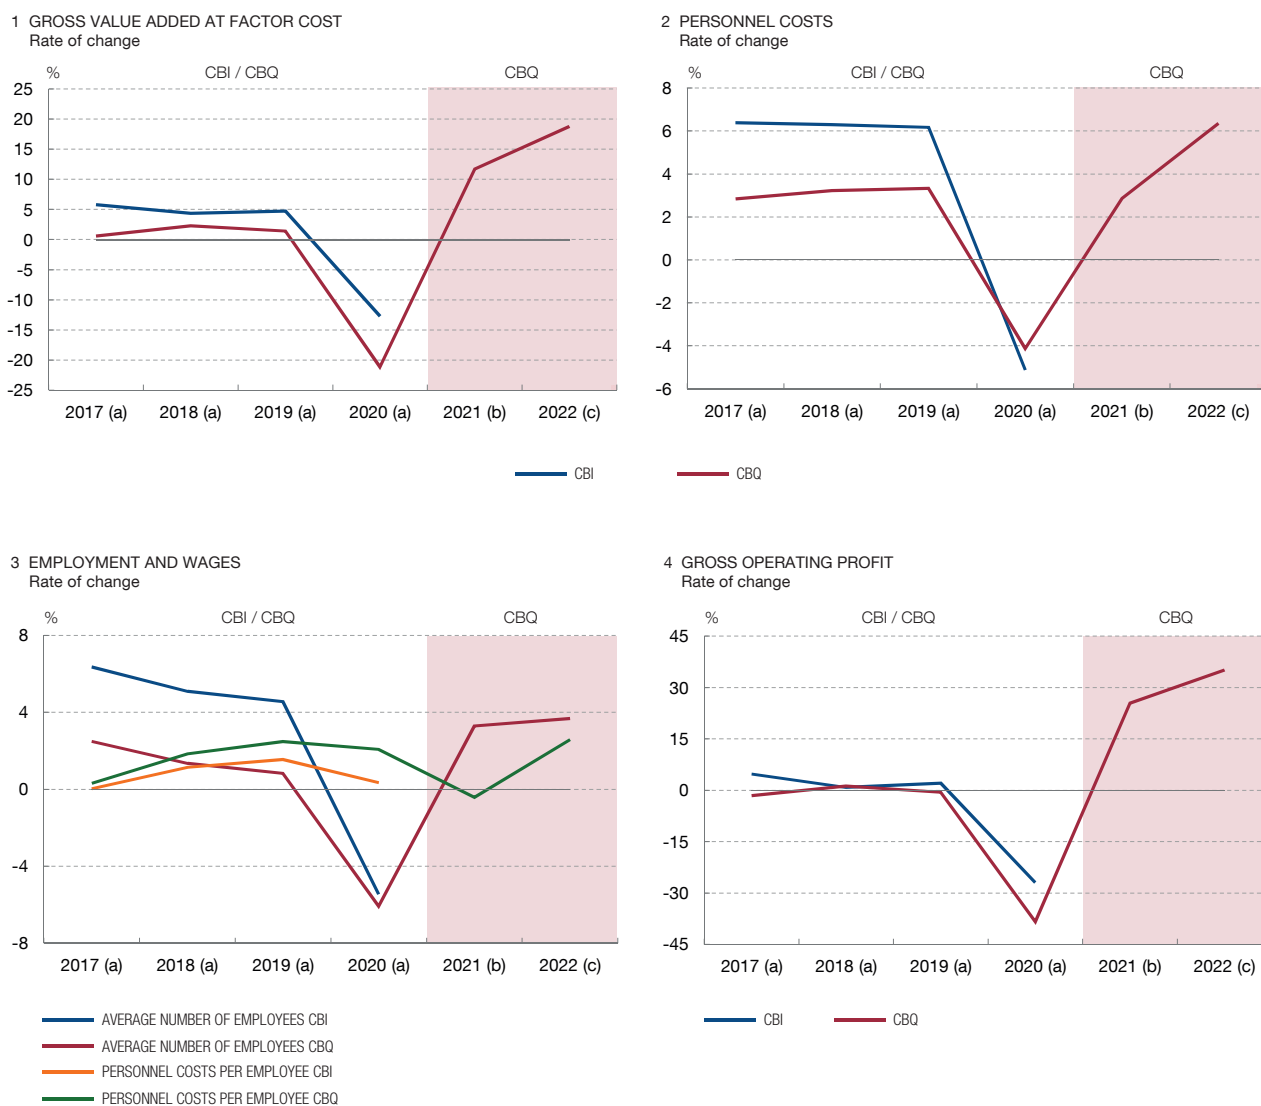 1 GROSS VALUE ADDED AT FACTOR COST
Rate of change
% CBI / CBQ CBQ
25
20
15
10
5
0
-5
-10
-15
-20
-25
2017 (a) 2018 (a) 2019 (a) 2020 (a) 2021 (b) 2022 (c)
2 PERSONNEL COSTS
Rate of change
% CBI / CBQ CBQ
8
6
4
2
0
-2
-4
-6
2017 (a) 2018 (a) 2019 (a) 2020 (a) 2021 (b) 2022 (c)
CBI CBQ
3 EMPLOYMENT AND WAGES
Rate of change
% CBI / CBQ CBQ
8
4
0
-4
-8
2017 (a) 2018 (a) 2019 (a) 2020 (a) 2021 (b) 2022 (c)
AVERAGE NUMBER OF EMPLOYEES CBI
AVERAGE NUMBER OF EMPLOYEES CBQ
PERSONNEL COSTS PER EMPLOYEE CBI
PERSONNEL COSTS PER EMPLOYEE CBQ
4 GROSS OPERATING PROFIT
Rate of change
% CBI / CBQ CBQ
45
30
15
0
-15
-30
-45
2017 (a) 2018 (a) 2019 (a) 2020 (a) 2021 (b) 2022 (c)
CBI CBQ